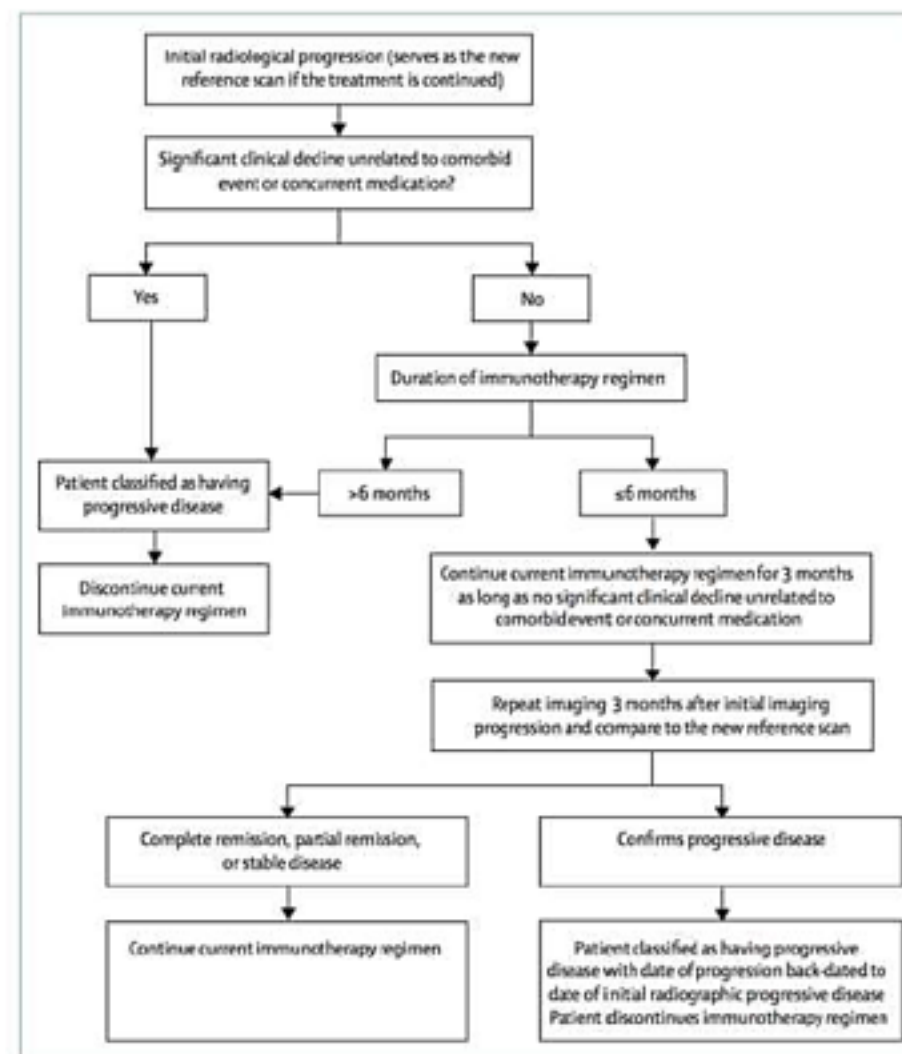 Initial radiological progression (serves as the new
reference scan if the treatment is continued)
Significant clinical decline unrelated to comorbid
event or concurrent medication?
Yes
No
Duration of immunotherapy regimen
>6 months
≤6 months
Patient classified as having
progressive disease
Discontinue current
immunotherapy regimen
Continue current immunotherapy regimen for 3 months
as long as no significant clinical decline unrelated to
comorbid event or concurrent medication
Repeat imaging 3 months after initial imaging
progression and compare to the new reference scan
Complete remission, partial remission,
or stable disease
Confirms progressive disease
Continue current immunotherapy regimen
Patient classified as having progressive
disease with date of progression back-dated to
date of initial radiographic progressive disease
Patient discontinues immunotherapy regimen